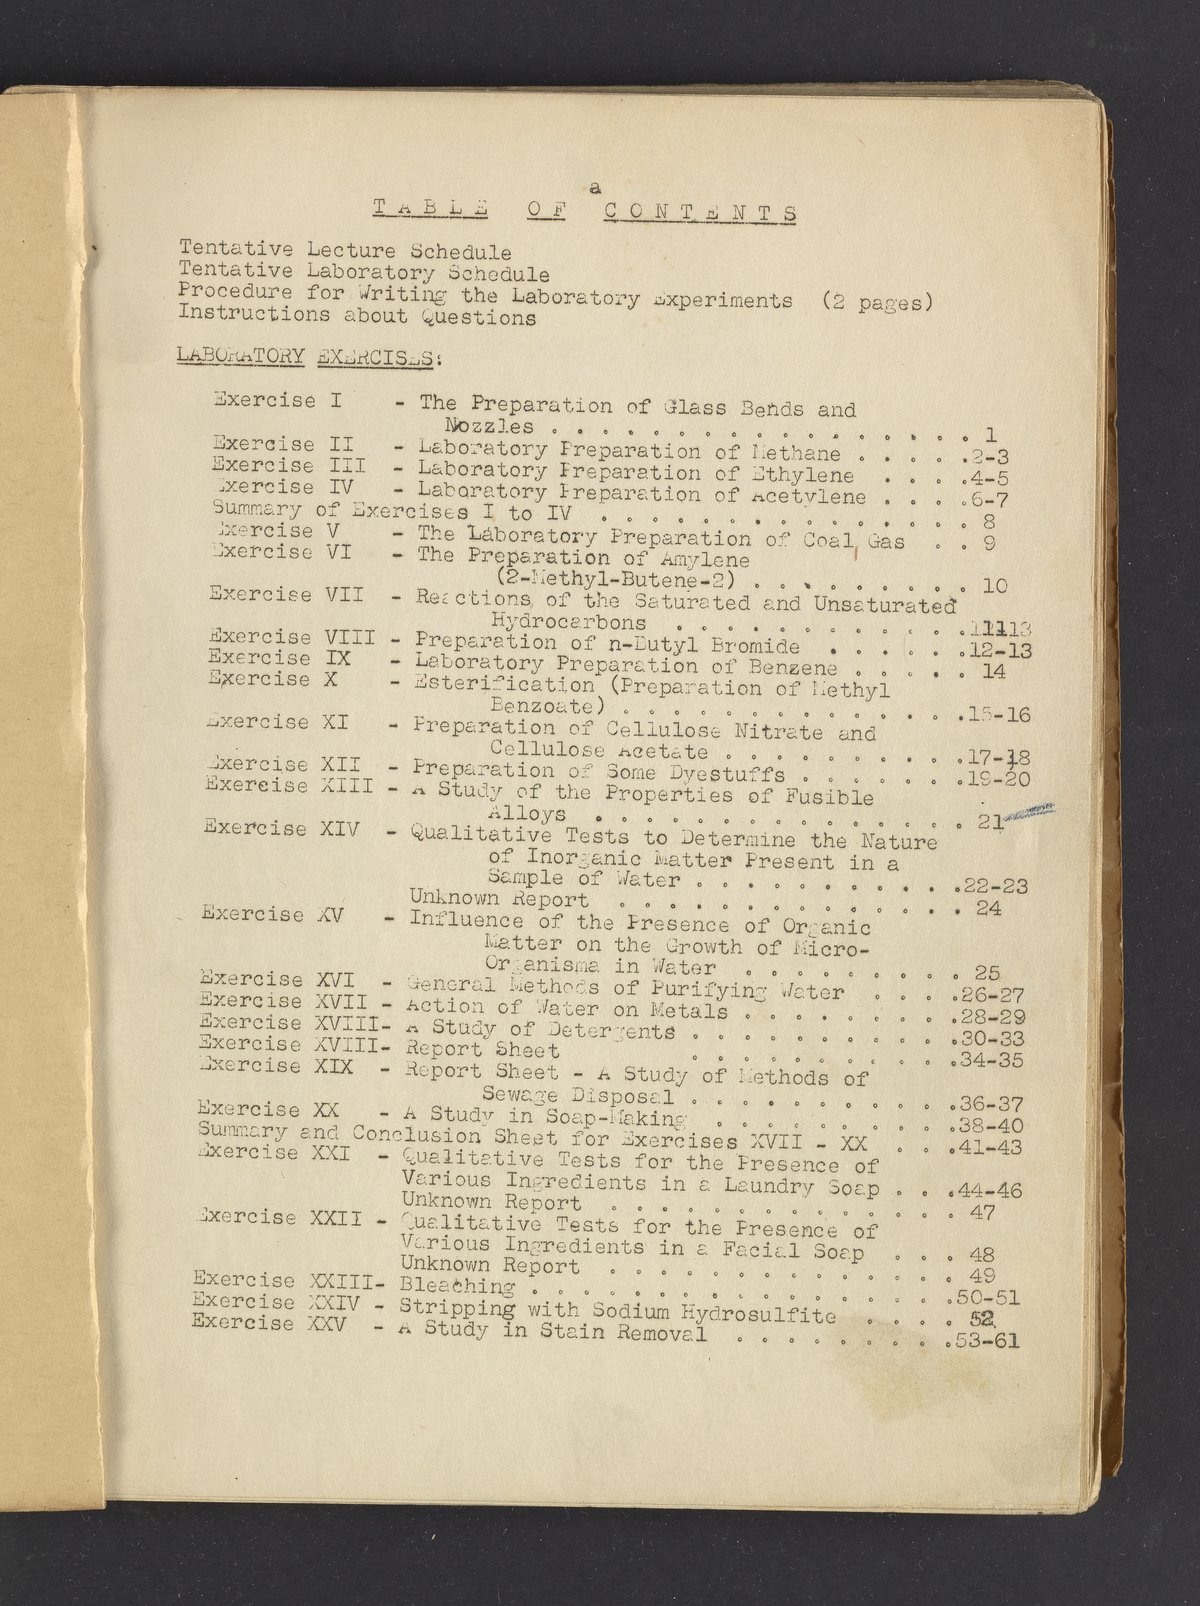 a
TABLE OF CONTENTS
Tentative Lecture Schedule
Tentative Laboratory Schedule
Procedure for Writing the Laboratory Experiments (2 pages)
Instructions about Questions
LABORATORY EXERCISES:
Exercise I - The Preparation of Glass Bends and
Nozzles . . . . . . . . . . . . . . . . . 1
Exercise II - Laboratory Preparation of Methane . . . . .2-3
Exercise III - Laboratory Preparation of Ethylene . . . .4-5
Exercise IV - Laboratory Preparation of Acetylene . . . .6-7
Summary of Exercises I to IV . . . . . . . . . . . . . . . 8
Exercise V - The Laboratory Preparation of Coal Gas . . 9
Exercise VI - The Preparation of Amylene
(2-Methyl-Butene-2) . . . . . . . . . 10
Exercise VII - Reactions of the Saturated and Unsaturated
Hydrocarbons . . . . . . . . . . . .
Exercise VIII - Preparation of n-Butyl Bromide . . . . . .12-13
Exercise IX - Laboratory Preparation of Benzene . . . . . 14
Exercise X - Esterification (Preparation of Methyl
Benzoate) . . . . . . . . . . . . . .15-16
Exercise XI - Preparation of Cellulose Nitrate and
Cellulose Acetate . . . . . . . . . .17-18
Exercise XII - Preparation of Some Dyestuffs . . . . . . .19-20
Exercise XIII - A Study of the Properties of Fusible
Alloys . . . . . . . . . . . . . . . 21
Exercise XIV - Qualitative Tests to Determine the Nature
of Inorganic Matter Present in a
Sample of Water . . . . . . . . . . .22-23
Unknown Report . . . . . . . . . . . . . . 24
Exercise XV - Influence of the Presence of Organic
Matter on the Growth of Micro-
Organisma in Water . . . . . . . . . 25
Exercise XVI - General Methods of Purifying Water . . . .26-27
Exercise XVII - Action of Water on Metals . . . . . . . . .28-29
Exercise XVIII- A Study of Detergents . . . . . . . . . . .30-33
Exercise XVIII- Report Sheet . . . . . . . . . . .34-35
Exercise XIX - Report Sheet - A Study of Methods of
Sewage Disposal . . . . . . . . . . .36-37
Exercise XX - A Study in Soap-Making . . . . . . . . . .38-40
Summary and Conclusion Sheet for Exercises XVII - XX . . .41-43
Exercise XXI - Qualitative Tests for the Presence of
Various Ingredients in a Laundry Soap . . .44-46
Unknown Report . . . . . . . . . . . . . . 47
Exercise XXII - Qualitative Tests for the Presence of
Various Ingredients in a Facial Soap . . . 48
Unknown Report . . . . . . . . . . . . . . 49
Exercise XXIII- Bleaching . . . . . . . . . . . . . . . . .50-51
Exercise XXIV - Stripping with Sodium Hydrosulfite . . . . 52
Exercise XXV - A Study in Stain Removal . . . . . . . . .53-61